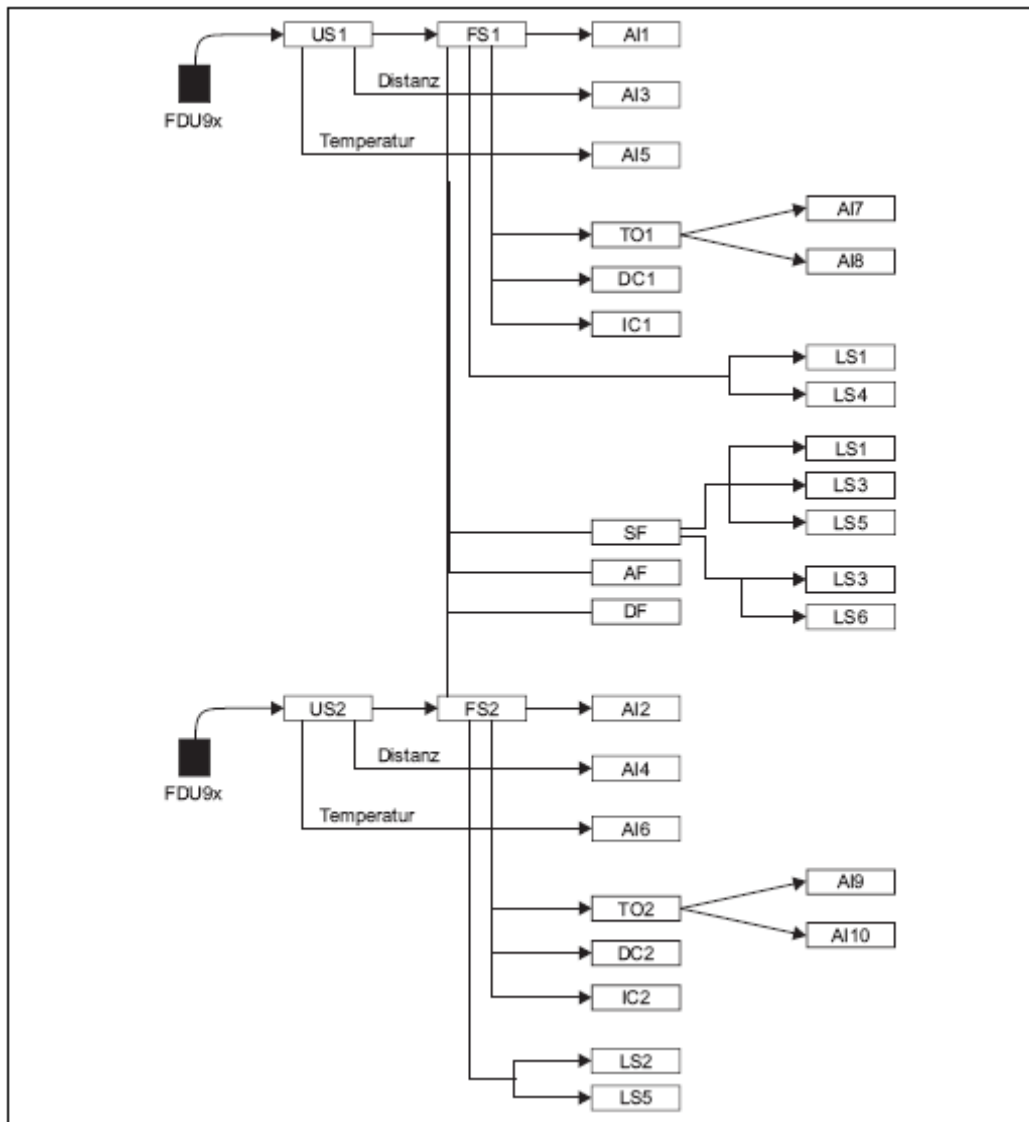 US1 FS1 AI1
Distanz AI3
FDU9x
Temperatur AI5
AI7
TO1
AI8
DC1
IC1
LS1
LS4
LS1
LS3
LS5
SF
AF LS3
DF LS6
US2 FS2 AI2
Distanz AI4
FDU9x
Temperatur AI6
AI9
TO2
AI10
DC2
IC2
LS2
LS5